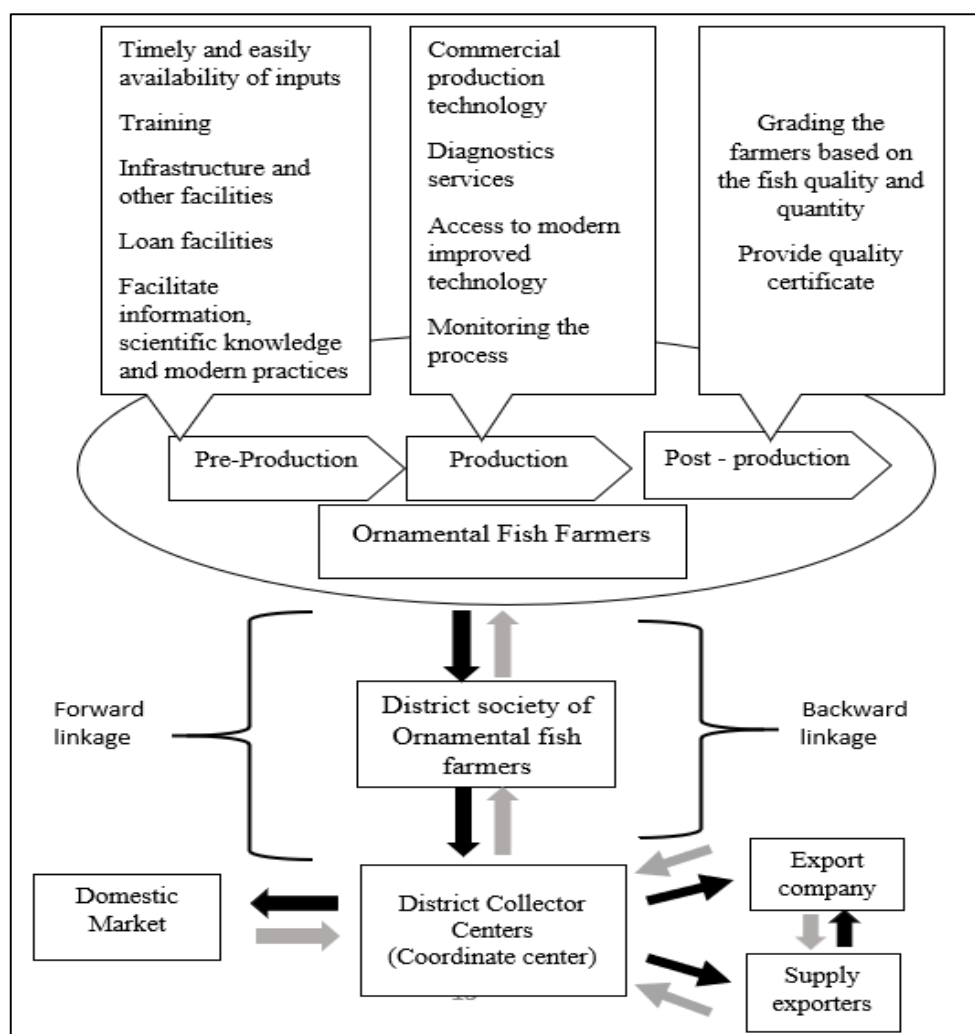 Timely and easily
availability of inputs
Training
Infrastructure and
other facilities
Loan facilities
Facilitate
information,
scientific knowledge
and modern practices
Commercial
production
technology
Diagnostics
services
Access to modern
improved
technology
Monitoring the
process
Grading the
farmers based on
the fish quality and
quantity
Provide quality
certificate
Pre-Production
Production
Post - production
Ornamental Fish Farmers
Forward
linkage
District society of
Ornamental fish
farmers
Backward
linkage
Domestic
Market
District Collector
Centers
(Coordinate center)
Export
company
Supply
exporters